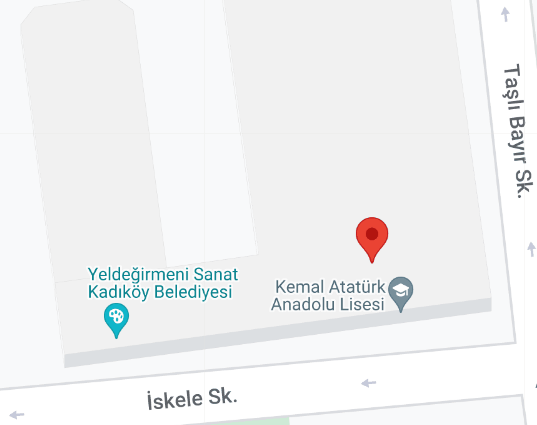 Taşlı Bayır Sk.
Yeldeğirmeni Sanat
Kadıköy Belediyesi
Kemal Atatürk
Anadolu Lisesi
İskele Sk.